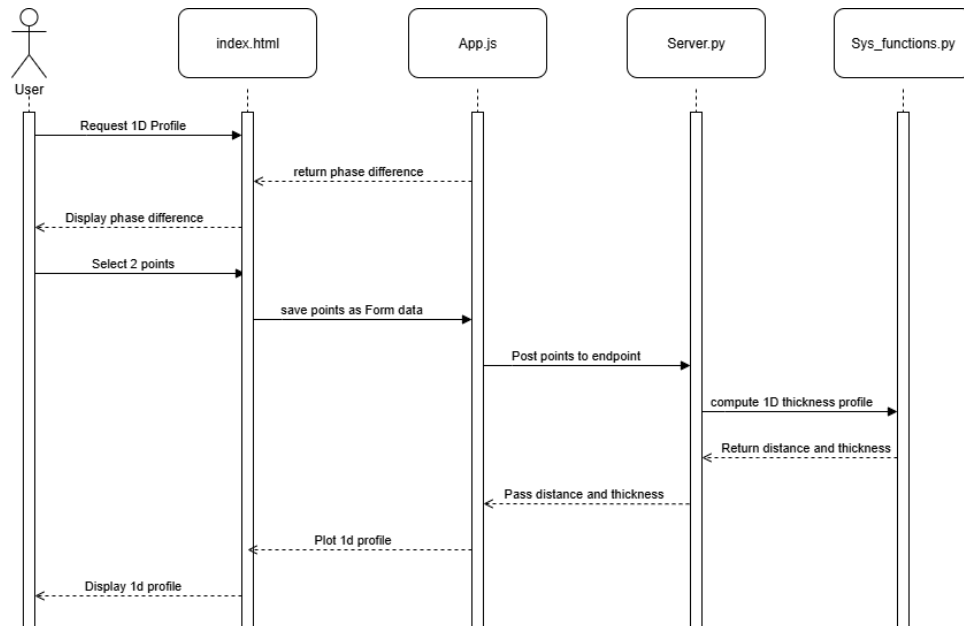 index.html
App.js
Server.py
Sys_functions.py
User
Request 1D Profile
return phase difference
Display phase difference
Select 2 points
save points as Form data
Post points to endpoint
compute 1D thickness profile
Return distance and thickness
Pass distance and thickness
Plot 1d profile
Display 1d profile